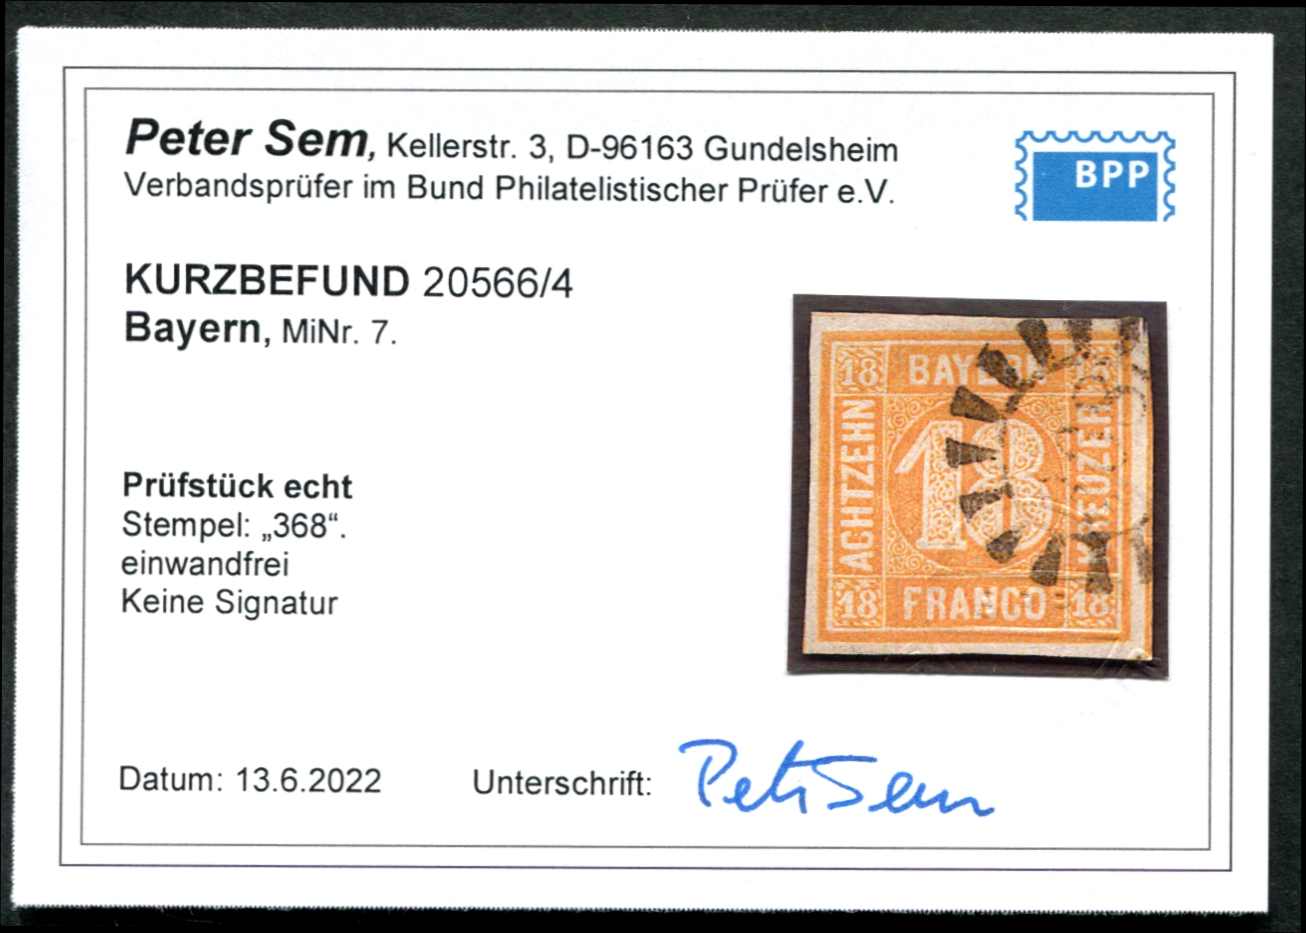 Peter Sem, Kellerstr. 3, D-96163 Gundelsheim
Verbandsprüfer im Bund Philatelistischer Prüfer e.V.
BPP
KURZBEFUND 20566/4
Bayern, MiNr. 7.
18 BAYERN 18
ACHTZEHN
18
KREUZER
18 FRANCO 18
Prüfstück echt
Stempel: „368“.
einwandfrei
Keine Signatur
Datum: 13.6.2022
Unterschrift: Peter Sem